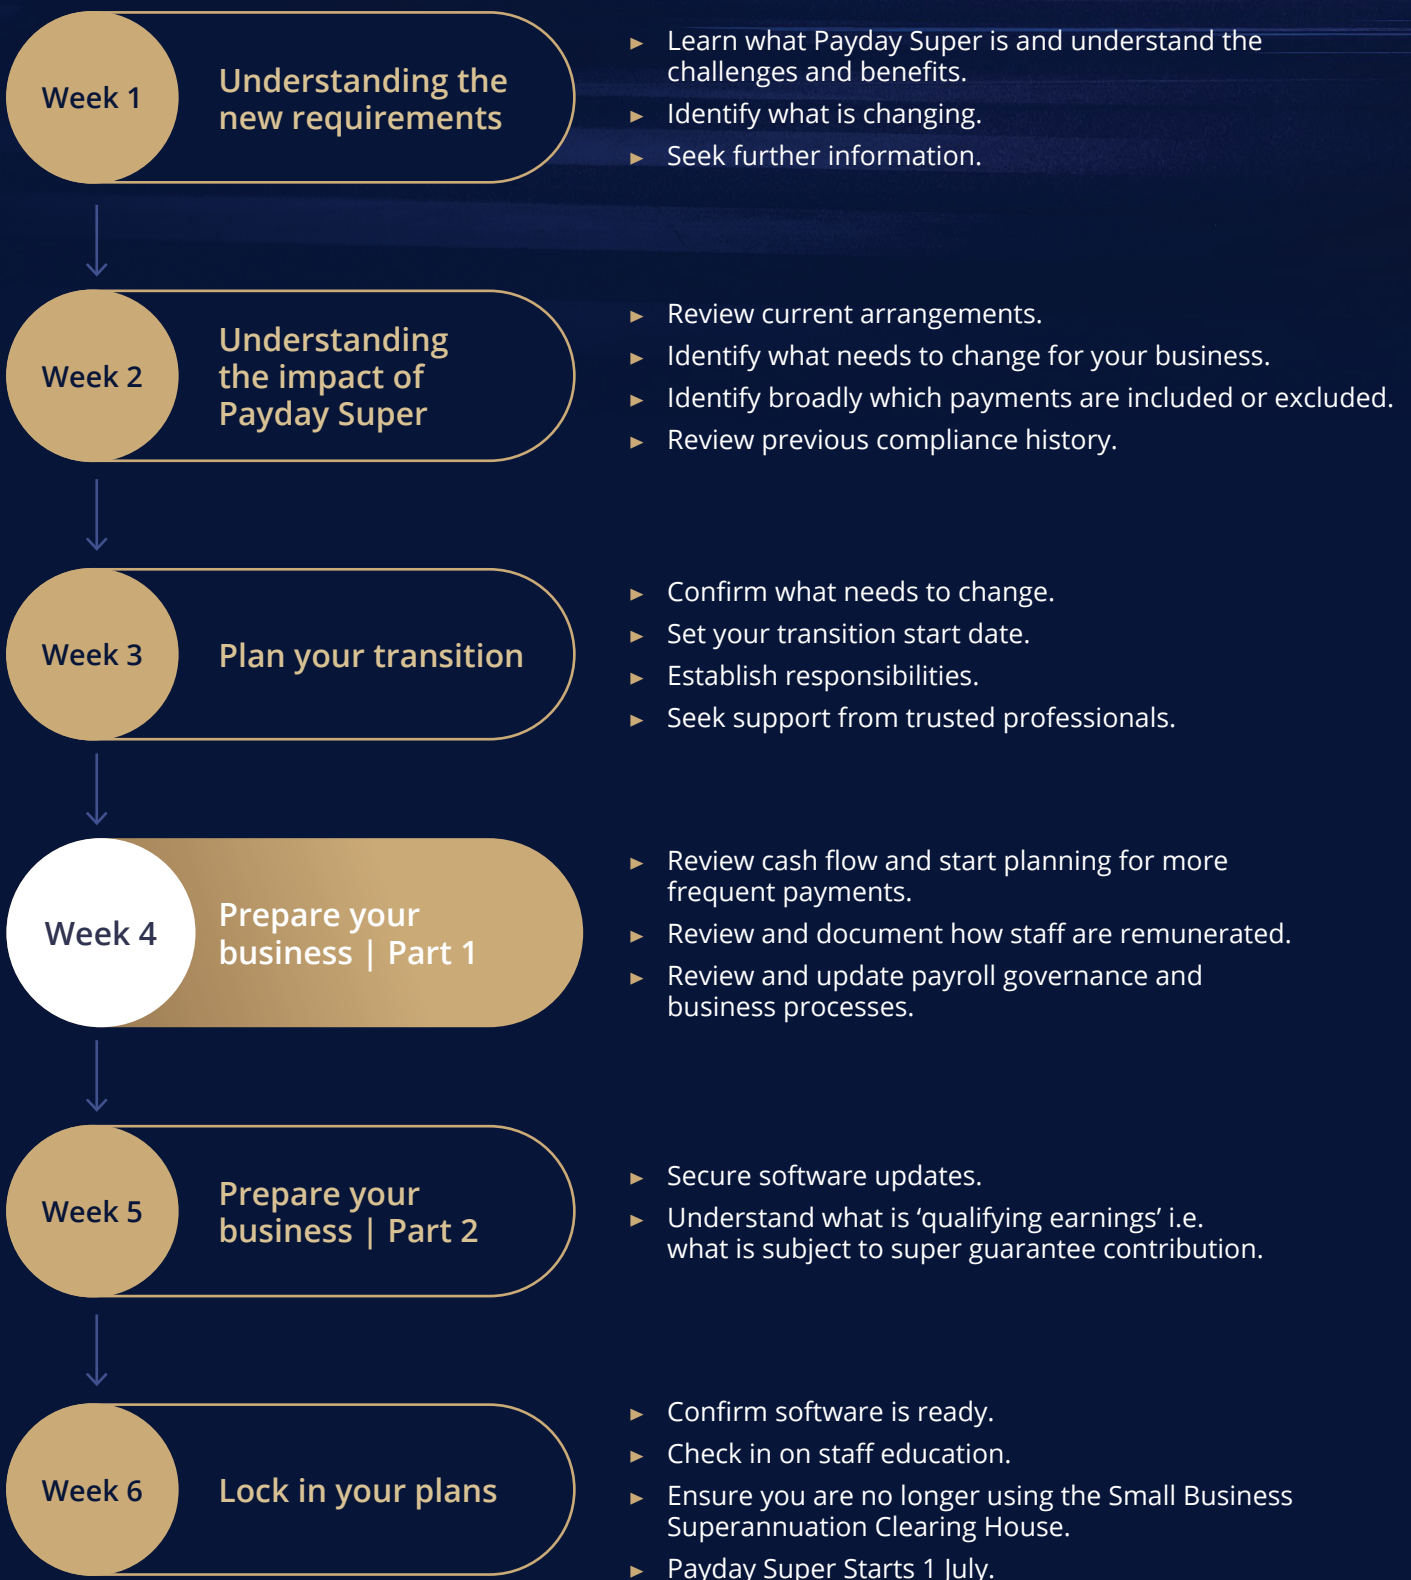 Week 1
Understanding the
new requirements
► Learn what Payday Super is and understand the
challenges and benefits.
► Identify what is changing.
► Seek further information.
Week 2
Understanding
the impact of
Payday Super
► Review current arrangements.
► Identify what needs to change for your business.
► Identify broadly which payments are included or excluded.
► Review previous compliance history.
Week 3
Plan your transition
► Confirm what needs to change.
► Set your transition start date.
► Establish responsibilities.
► Seek support from trusted professionals.
Week 4
Prepare your
business | Part 1
► Review cash flow and start planning for more
frequent payments.
► Review and document how staff are remunerated.
► Review and update payroll governance and
business processes.
Week 5
Prepare your
business | Part 2
► Secure software updates.
► Understand what is ‘qualifying earnings’ i.e.
what is subject to super guarantee contribution.
Week 6
Lock in your plans
► Confirm software is ready.
► Check in on staff education.
► Ensure you are no longer using the Small Business
Superannuation Clearing House.
► Payday Super Starts 1 July.